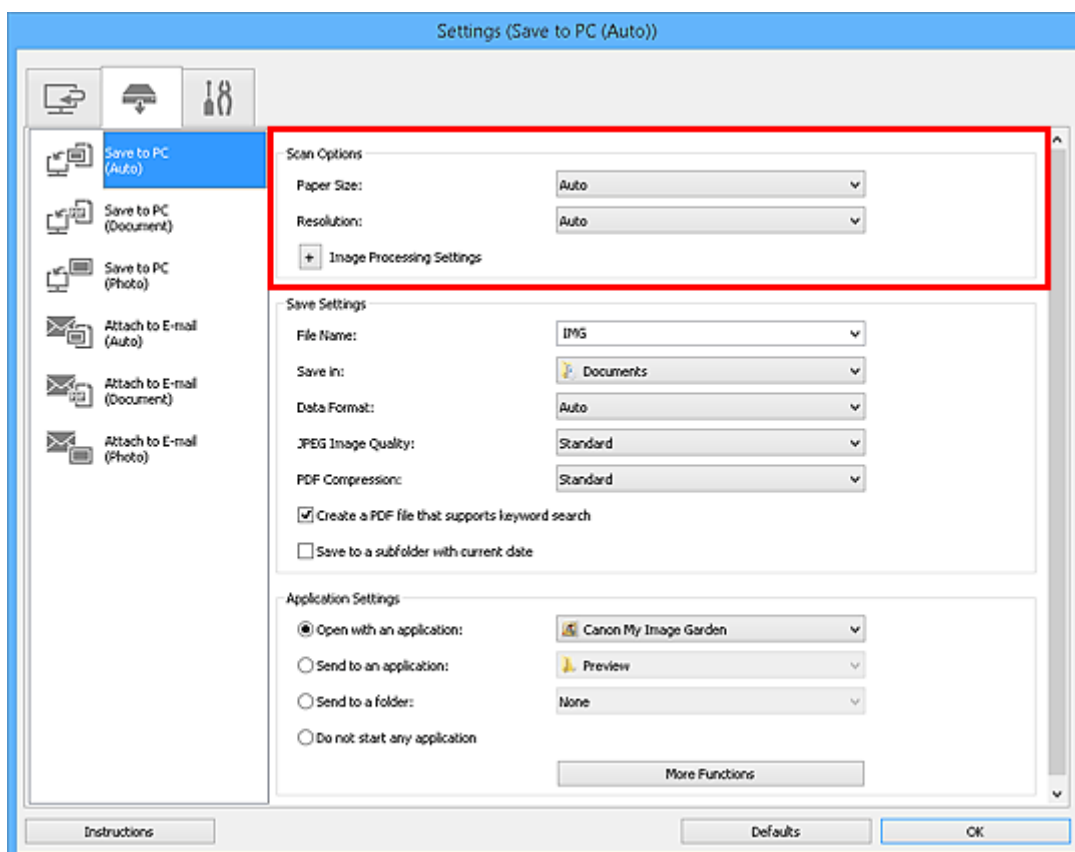 Settings (Save to PC (Auto))
Save to PC
(Auto)
Save to PC
(Document)
Save to PC
(Photo)
Attach to E-mail
(Auto)
Attach to E-mail
(Document)
Attach to E-mail
(Photo)
Scan Options
Paper Size: Auto
Resolution: Auto
+ Image Processing Settings
Save Settings
File Name: IMG
Save in: Documents
Data Format: Auto
JPEG Image Quality: Standard
PDF Compression: Standard
Create a PDF file that supports keyword search
Save to a subfolder with current date
Application Settings
Open with an application: Canon My Image Garden
Send to an application: Preview
Send to a folder: None
Do not start any application
More Functions
Instructions Defaults OK